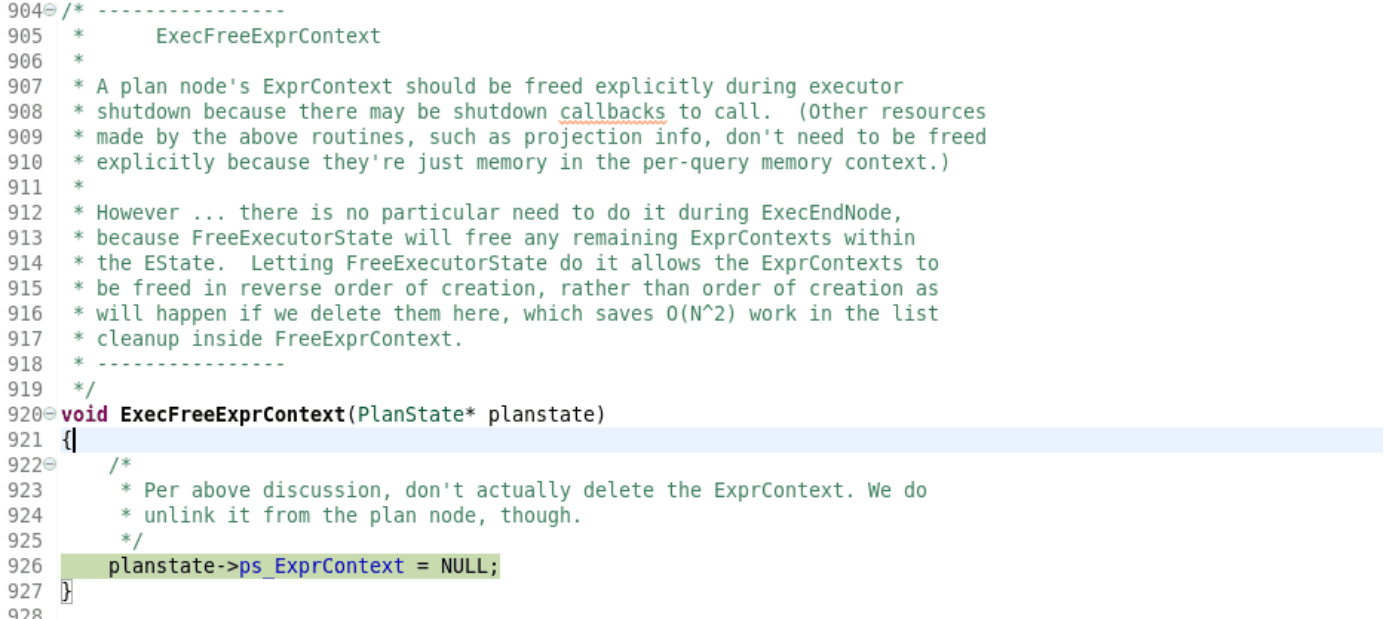 904 /* ----------------
905  *      ExecFreeExprContext
906  *
907  * A plan node's ExprContext should be freed explicitly during executor
908  * shutdown because there may be shutdown callbacks to call.  (Other resources
909  * made by the above routines, such as projection info, don't need to be freed
910  * explicitly because they're just memory in the per-query memory context.)
911  *
912  * However ... there is no particular need to do it during ExecEndNode,
913  * because FreeExecutorState will free any remaining ExprContexts within
914  * the EState.  Letting FreeExecutorState do it allows the ExprContexts to
915  * be freed in reverse order of creation, rather than order of creation as
916  * will happen if we delete them here, which saves O(N^2) work in the list
917  * cleanup inside FreeExprContext.
918  * ----------------
919  */
920 void ExecFreeExprContext(PlanState* planstate)
921 {
922     /*
923      * Per above discussion, don't actually delete the ExprContext. We do
924      * unlink it from the plan node, though.
925      */
926     planstate->ps_ExprContext = NULL;
927 }
928